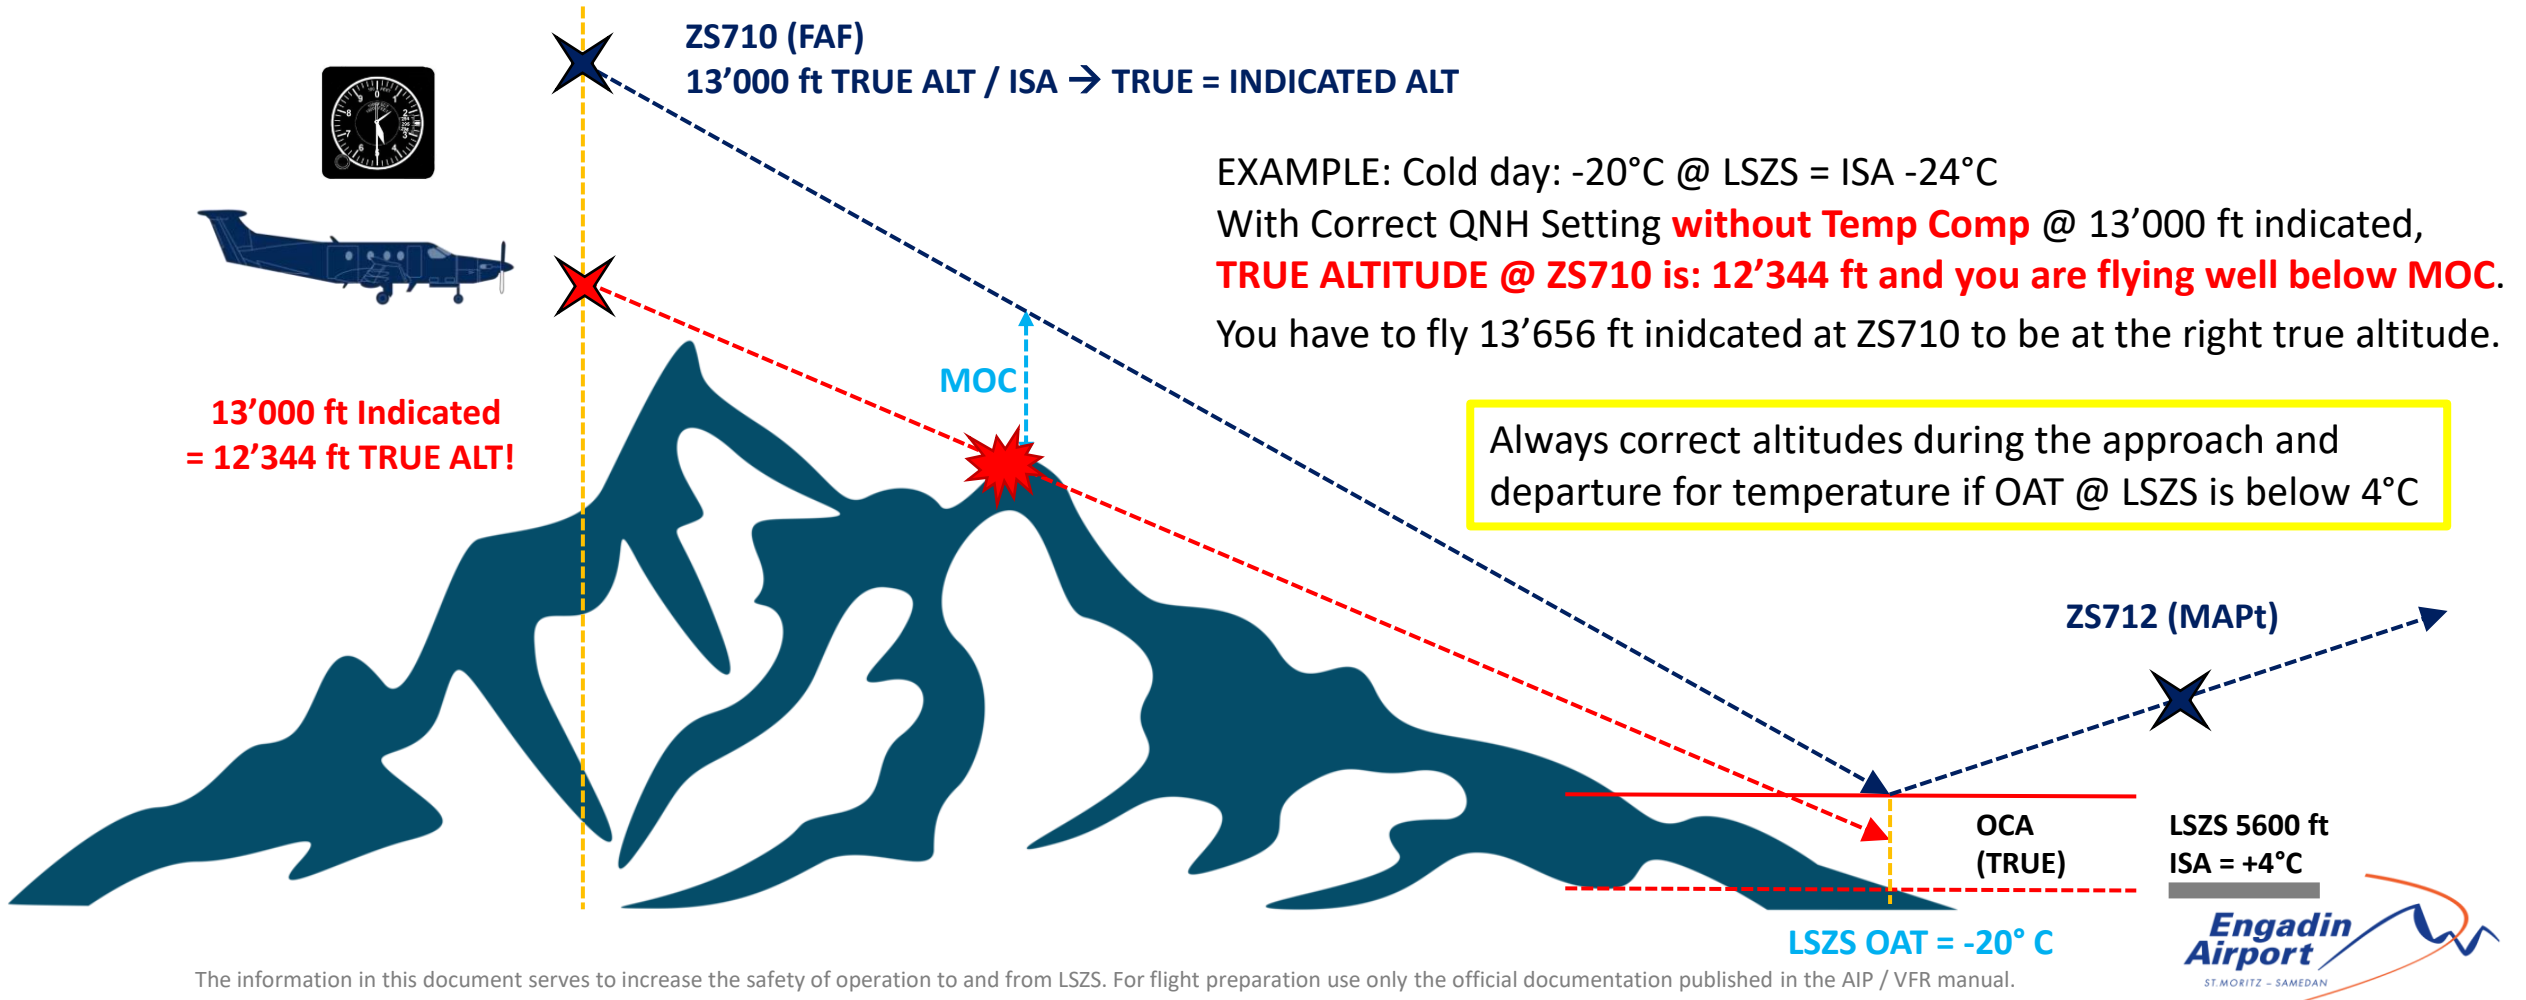 ZS710 (FAF)
13’000 ft TRUE ALT / ISA → TRUE = INDICATED ALT
EXAMPLE: Cold day: -20°C @ LSZS = ISA -24°C
With Correct QNH Setting without Temp Comp @ 13’000 ft indicated,
TRUE ALTITUDE @ ZS710 is: 12’344 ft and you are flying well below MOC.
You have to fly 13’656 ft inidcated at ZS710 to be at the right true altitude.
MOC
13’000 ft Indicated
= 12’344 ft TRUE ALT!
Always correct altitudes during the approach and
departure for temperature if OAT @ LSZS is below 4°C
ZS712 (MAPt)
OCA
(TRUE)
LSZS 5600 ft
ISA = +4°C
LSZS OAT = -20° C
Engadin
Airport
ST. MORITZ – SAMEDAN
The information in this document serves to increase the safety of operation to and from LSZS. For flight preparation use only the official documentation published in the AIP / VFR manual.